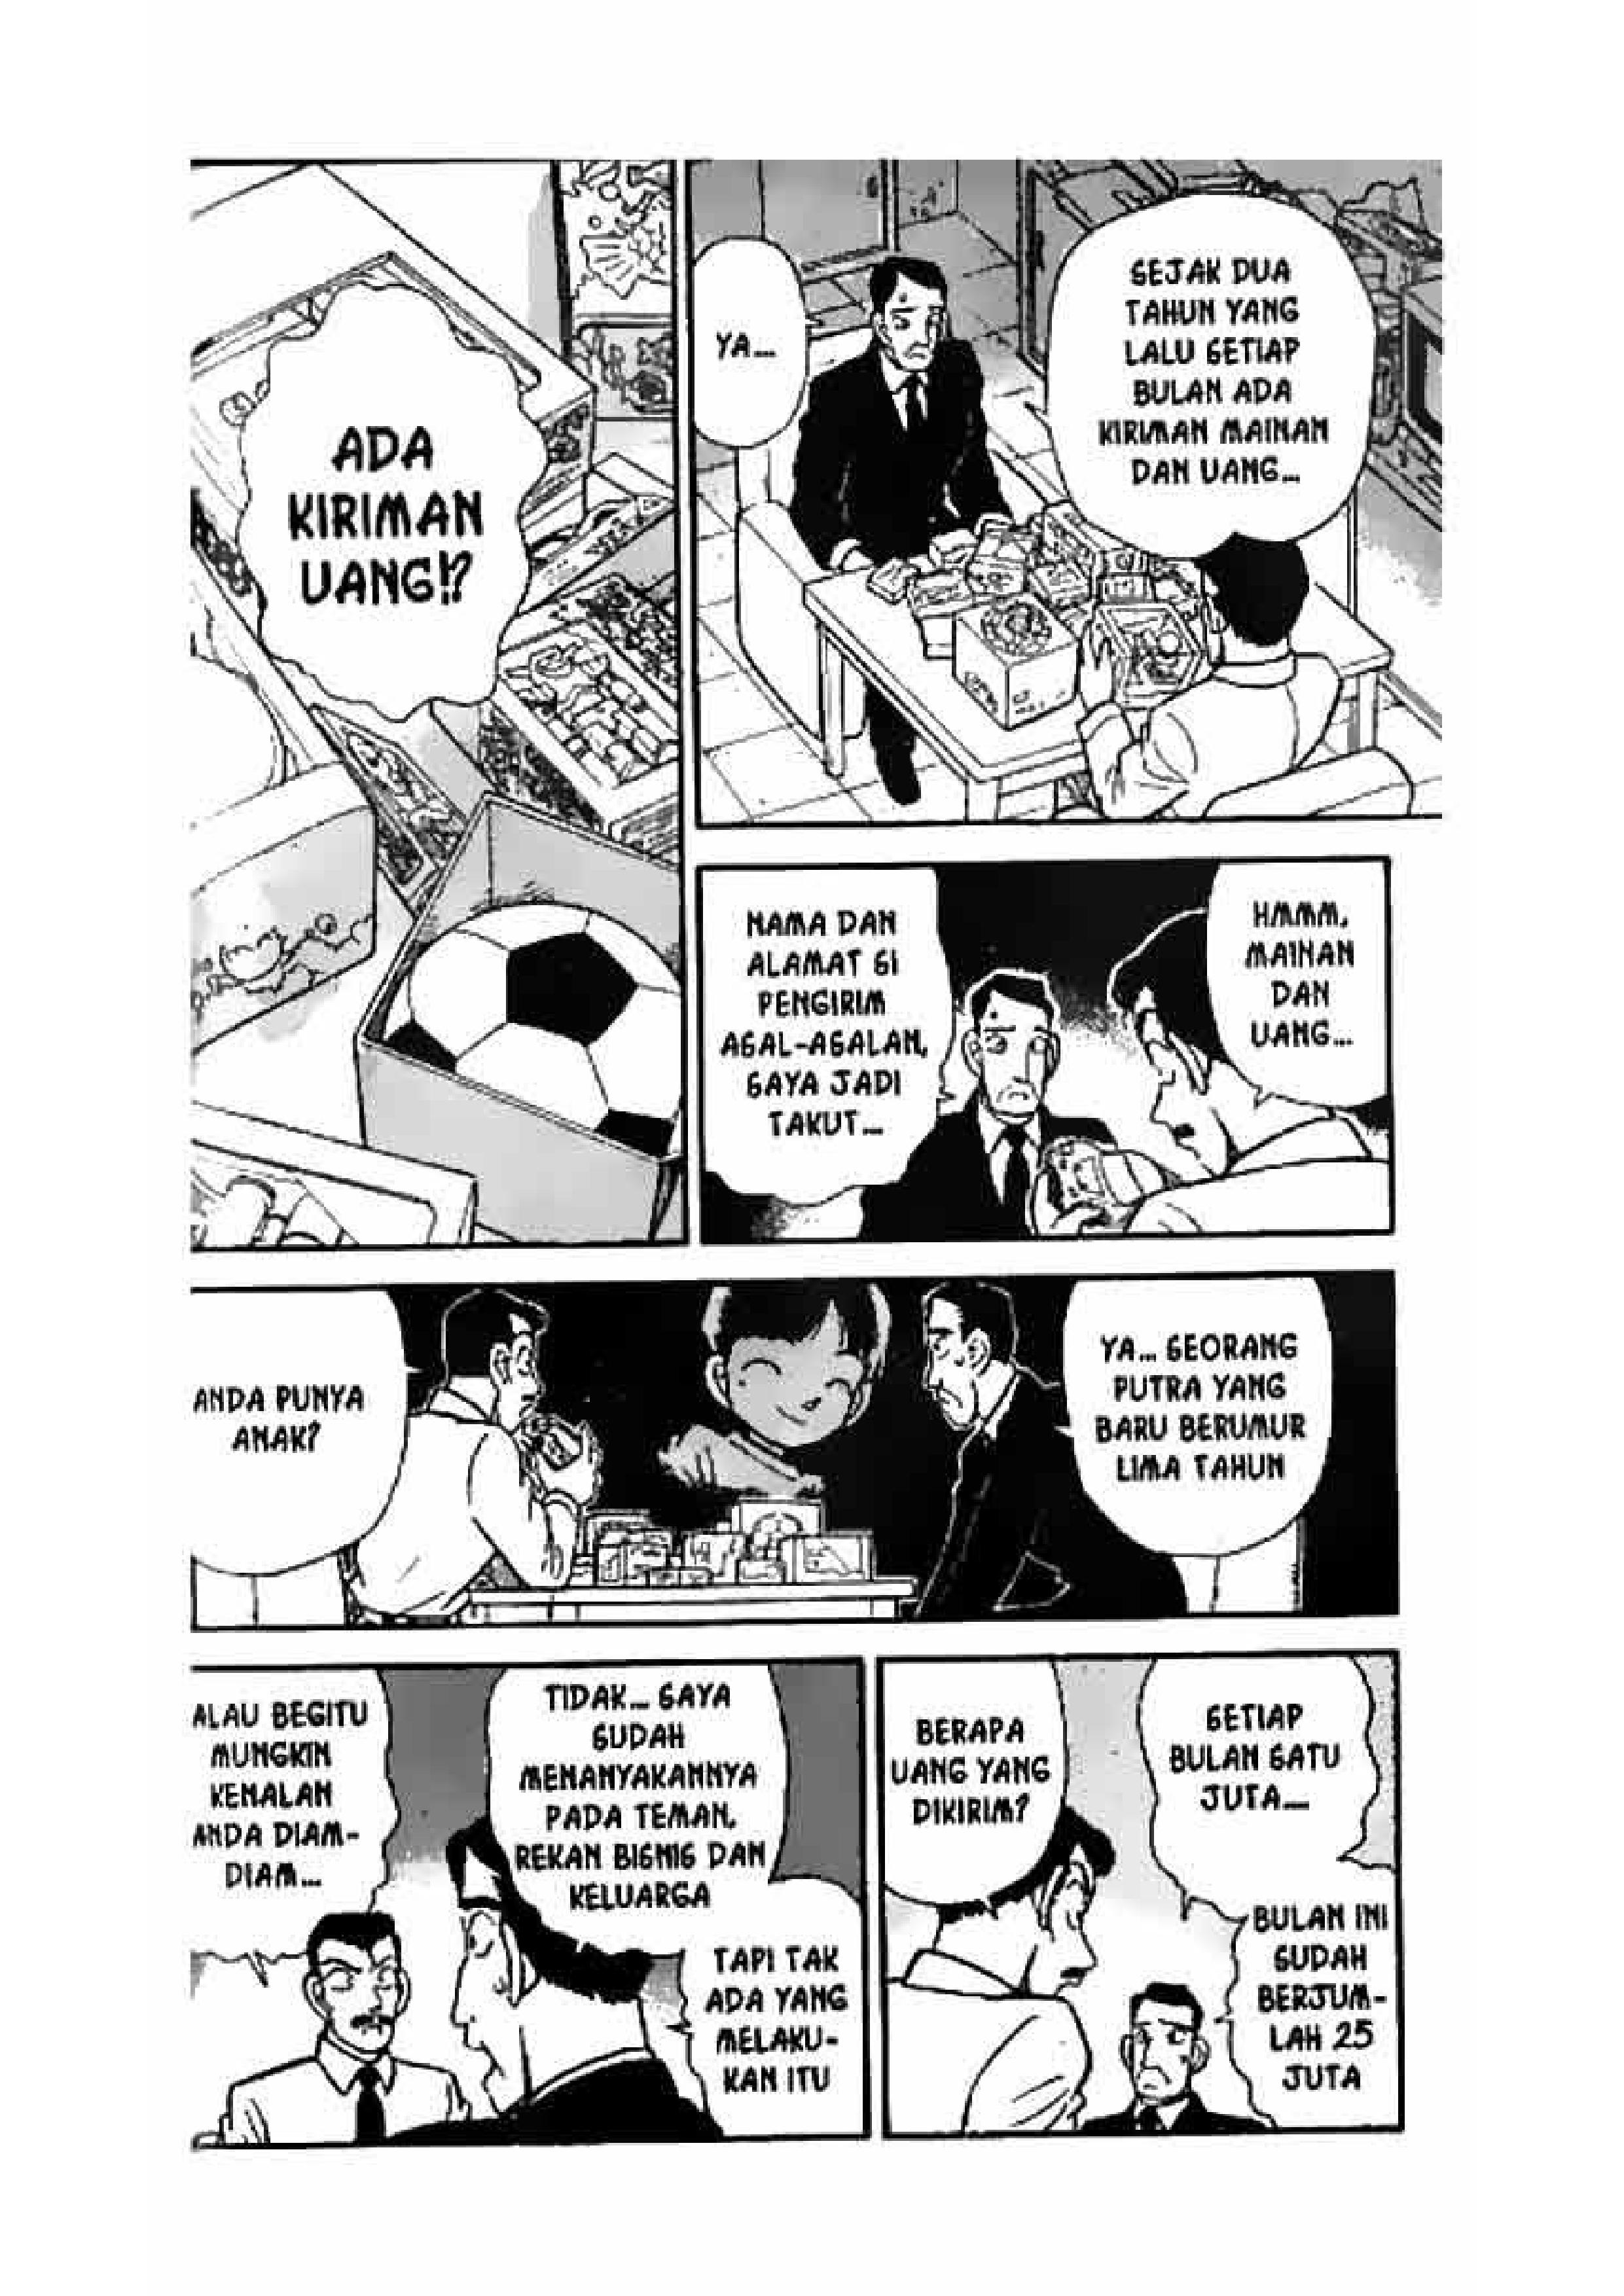 ADA
KIRIMAN
UANG!?
YA...
SEJAK DUA
TAHUN YANG
LALU SETIAP
BULAN ADA
KIRIMAN MAINAN
DAN UANG...
NAMA DAN
ALAMAT SI
PENGIRIM
ASAL-ASALAN,
SAYA JADI
TAKUT...
HMMM,
MAINAN
DAN
UANG...
ANDA PUNYA
ANAK?
YA... SEORANG
PUTRA YANG
BARU BERUMUR
LIMA TAHUN
ALAU BEGITU
MUNGKIN
KENALAN
ANDA DIAM-
DIAM...
TIDAK... SAYA
SUDAH
MENANYAKANNYA
PADA TEMAN,
REKAN BISNIS DAN
KELUARGA
TAPI TAK
ADA YANG
MELAKU-
KAN ITU
BERAPA
UANG YANG
DIKIRIM?
SETIAP
BULAN SATU
JUTA...
BULAN INI
SUDAH
BERJUM-
LAH 25
JUTA